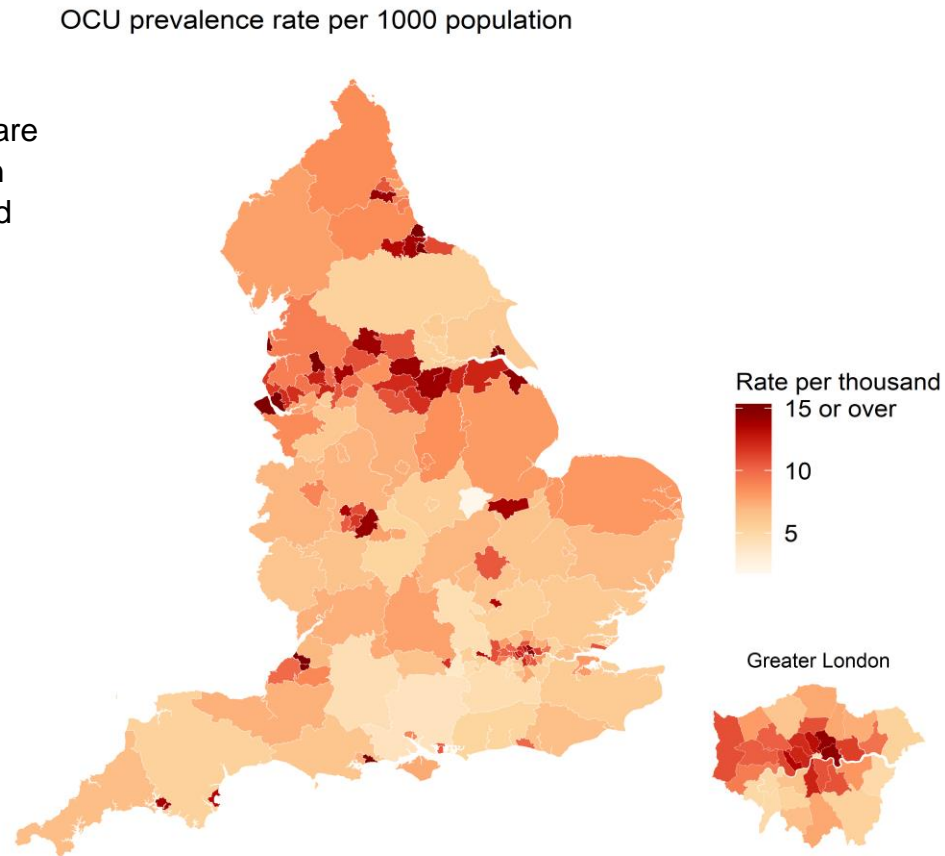 OCU prevalence rate per 1000 population
are
Rate per thousand
15 or over
10
5
Greater London